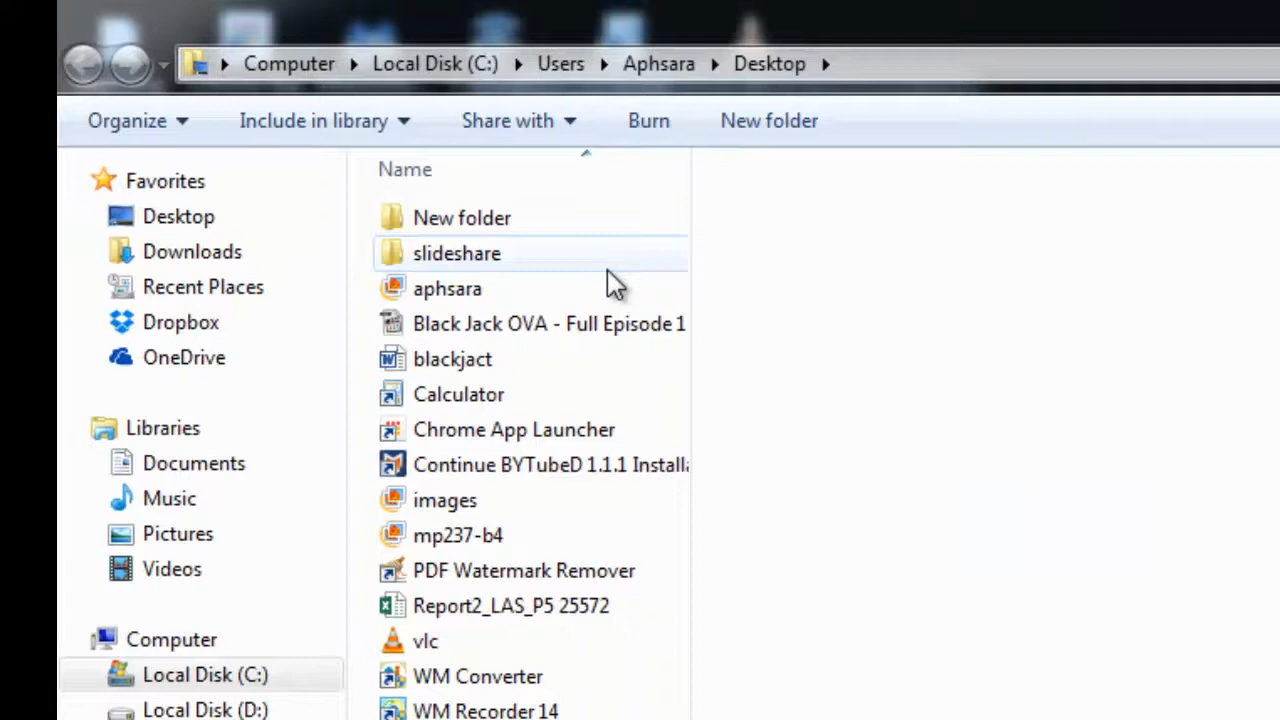 Computer Local Disk (C:) Users Aphsara Desktop
Organize Include in library Share with Burn New folder
Favorites
Desktop
Downloads
Recent Places
Dropbox
OneDrive
Libraries
Documents
Music
Pictures
Videos
Computer
Local Disk (C:)
Local Disk (D:)
Name
New folder
slideshare
aphsara
Black Jack OVA - Full Episode 1
blackjact
Calculator
Chrome App Launcher
Continue BYTubeD 1.1.1 Installa
images
mp237-b4
PDF Watermark Remover
Report2_LAS_P5 25572
vlc
WM Converter
WM Recorder 14